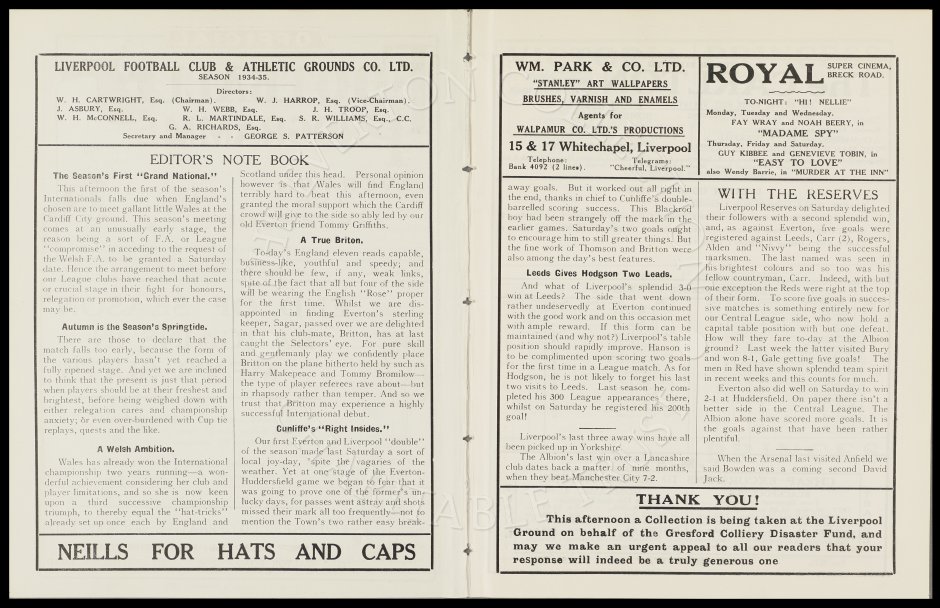 LIVERPOOL FOOTBALL CLUB & ATHLETIC GROUNDS CO. LTD.
SEASON 1934-35.
Directors:
W. H. CARTWRIGHT, Esq. (Chairman). W. J. HARROP, Esq. (Vice-Chairman).
J. ASBURY, Esq. W. H. WEBB, Esq. J. H. TROOP, Esq.
W. H. McCONNELL, Esq. R. L. MARTINDALE, Esq. S. R. WILLIAMS, Esq., C.C.
G. A. RICHARDS, Esq.
Secretary and Manager - - GEORGE S. PATTERSON
EDITOR'S NOTE BOOK
The Season's First "Grand National."
This afternoon the first of the season's
Internationals falls due when England's
chosen are to meet gallant little Wales at the
Cardiff City ground. This season's meeting
comes at an unusually early stage, the
reason being a sort of F.A. or League
"compromise" in acceding to the request of
the Welsh F.A. to be granted a Saturday
date. Hence the arrangement to meet before
our League clubs have reached that acute
or crucial stage in their fight for honours,
relegation or promotion, which ever the case
may be.
Autumn is the Season's Springtide.
There are those to declare that the
match falls too early, because the form of
the various players hasn't yet reached a
fully ripened stage. And yet we are inclined
to think that the present is just that period
when players should be at their freshest and
brightest, before being weighed down with
either relegation cares and championship
anxiety; or even over-burdened with Cup tie
replays, quests and the like.
A Welsh Ambition.
Wales has already won the International
championship two years running—a won-
derful achievement considering her club and
player limitations, and so she is now keen
upon a third successive championship
triumph, to thereby equal the "hat-tricks"
already set up once each by England and
Scotland under this head. Personal opinion
however is that Wales will find England
terribly hard to beat this afternoon, even
granted the moral support which the Cardiff
crowd will give to the side so ably led by our
old Everton friend Tommy Griffiths.
A True Briton.
To-day's England eleven reads capable,
business-like, youthful and speedy; and
there should be few, if any, weak links,
spite of the fact that all but four of the side
will be wearing the English "Rose" proper
for the first time. Whilst we are dis-
appointed in finding Everton's sterling
keeper, Sagar, passed over we are delighted
in that his club-mate, Britton, has at last
caught the Selectors' eye. For pure skill
and gentlemanly play we confidently place
Britton on the plane hitherto held by such as
Harry Makepeace and Tommy Bromilow—
the type of player referees rave about—but
in rhapsody rather than temper. And so we
trust that Britton may experience a highly
successful International debut.
Cunliffe's "Right Insides."
Our first Everton and Liverpool "double"
of the season made last Saturday a sort of
local joy-day, 'spite the vagaries of the
weather. Yet at one stage of the Everton-
Huddersfield game we began to fear that it
was going to prove one of the former's un-
lucky days, for passes went astray and shots
missed their mark all too frequently—not to
mention the Town's two rather easy break-
NEILLS FOR HATS AND CAPS
WM. PARK & CO. LTD.
"STANLEY" ART WALLPAPERS
BRUSHES, VARNISH AND ENAMELS
Agents for
WALPAMUR CO. LTD.'S PRODUCTIONS
15 & 17 Whitechapel, Liverpool
Telephone: Telegrams:
Bank 4092 (2 lines). "Cheerful, Liverpool."
ROYAL SUPER CINEMA,
BRECK ROAD.
TO-NIGHT: "HI! NELLIE"
Monday, Tuesday and Wednesday.
FAY WRAY and NOAH BEERY, in
"MADAME SPY"
Thursday, Friday and Saturday.
GUY KIBBEE and GENEVIEVE TOBIN, in
"EASY TO LOVE"
also Wendy Barrie, in "MURDER AT THE INN"
away goals. But it worked out all right in
the end, thanks in chief to Cunliffe's double-
barrelled scoring success. This Blackrod
boy had been strangely off the mark in the
earlier games. Saturday's two goals ought
to encourage him to still greater things. But
the fine work of Thomson and Britton were
also among the day's best features.
Leeds Gives Hodgson Two Leads.
And what of Liverpool's splendid 3-0
win at Leeds? The side that went down
rather undeservedly at Everton continued
with the good work and on this occasion met
with ample reward. If this form can be
maintained (and why not?) Liverpool's table
position should rapidly improve. Hanson is
to be complimented upon scoring two goals
for the first time in a League match. As for
Hodgson, he is not likely to forget his last
two visits to Leeds. Last season he com-
pleted his 300 League appearances there,
whilst on Saturday he registered his 200th
goal!
Liverpool's last three away wins have all
been picked up in Yorkshire.
The Albion's last win over a Lancashire
club dates back a matter of nine months,
when they beat Manchester City 7-2.
WITH THE RESERVES
Liverpool Reserves on Saturday delighted
their followers with a second splendid win,
and, as against Everton, five goals were
registered against Leeds, Carr (2), Rogers,
Alden and "Nivvy" being the successful
marksmen. The last named was seen in
his brightest colours and so too was his
fellow countryman, Carr. Indeed, with but
one exception the Reds were right at the top
of their form. To score five goals in succes-
sive matches is something entirely new for
our Central League side, who now hold a
capital table position with but one defeat.
How will they fare to-day at the Albion
ground? Last week the latter visited Bury
and won 8-1, Gale getting five goals! The
men in Red have shown splendid team spirit
in recent weeks and this counts for much.
Everton also did well on Saturday to win
2-1 at Huddersfield. On paper there isn't a
better side in the Central League. The
Albion alone have scored more goals. It is
the goals against that have been rather
plentiful.
When the Arsenal last visited Anfield we
said Bowden was a coming second David
Jack.
THANK YOU!
This afternoon a Collection is being taken at the Liverpool
Ground on behalf of the Gresford Colliery Disaster Fund, and
may we make an urgent appeal to all our readers that your
response will indeed be a truly generous one